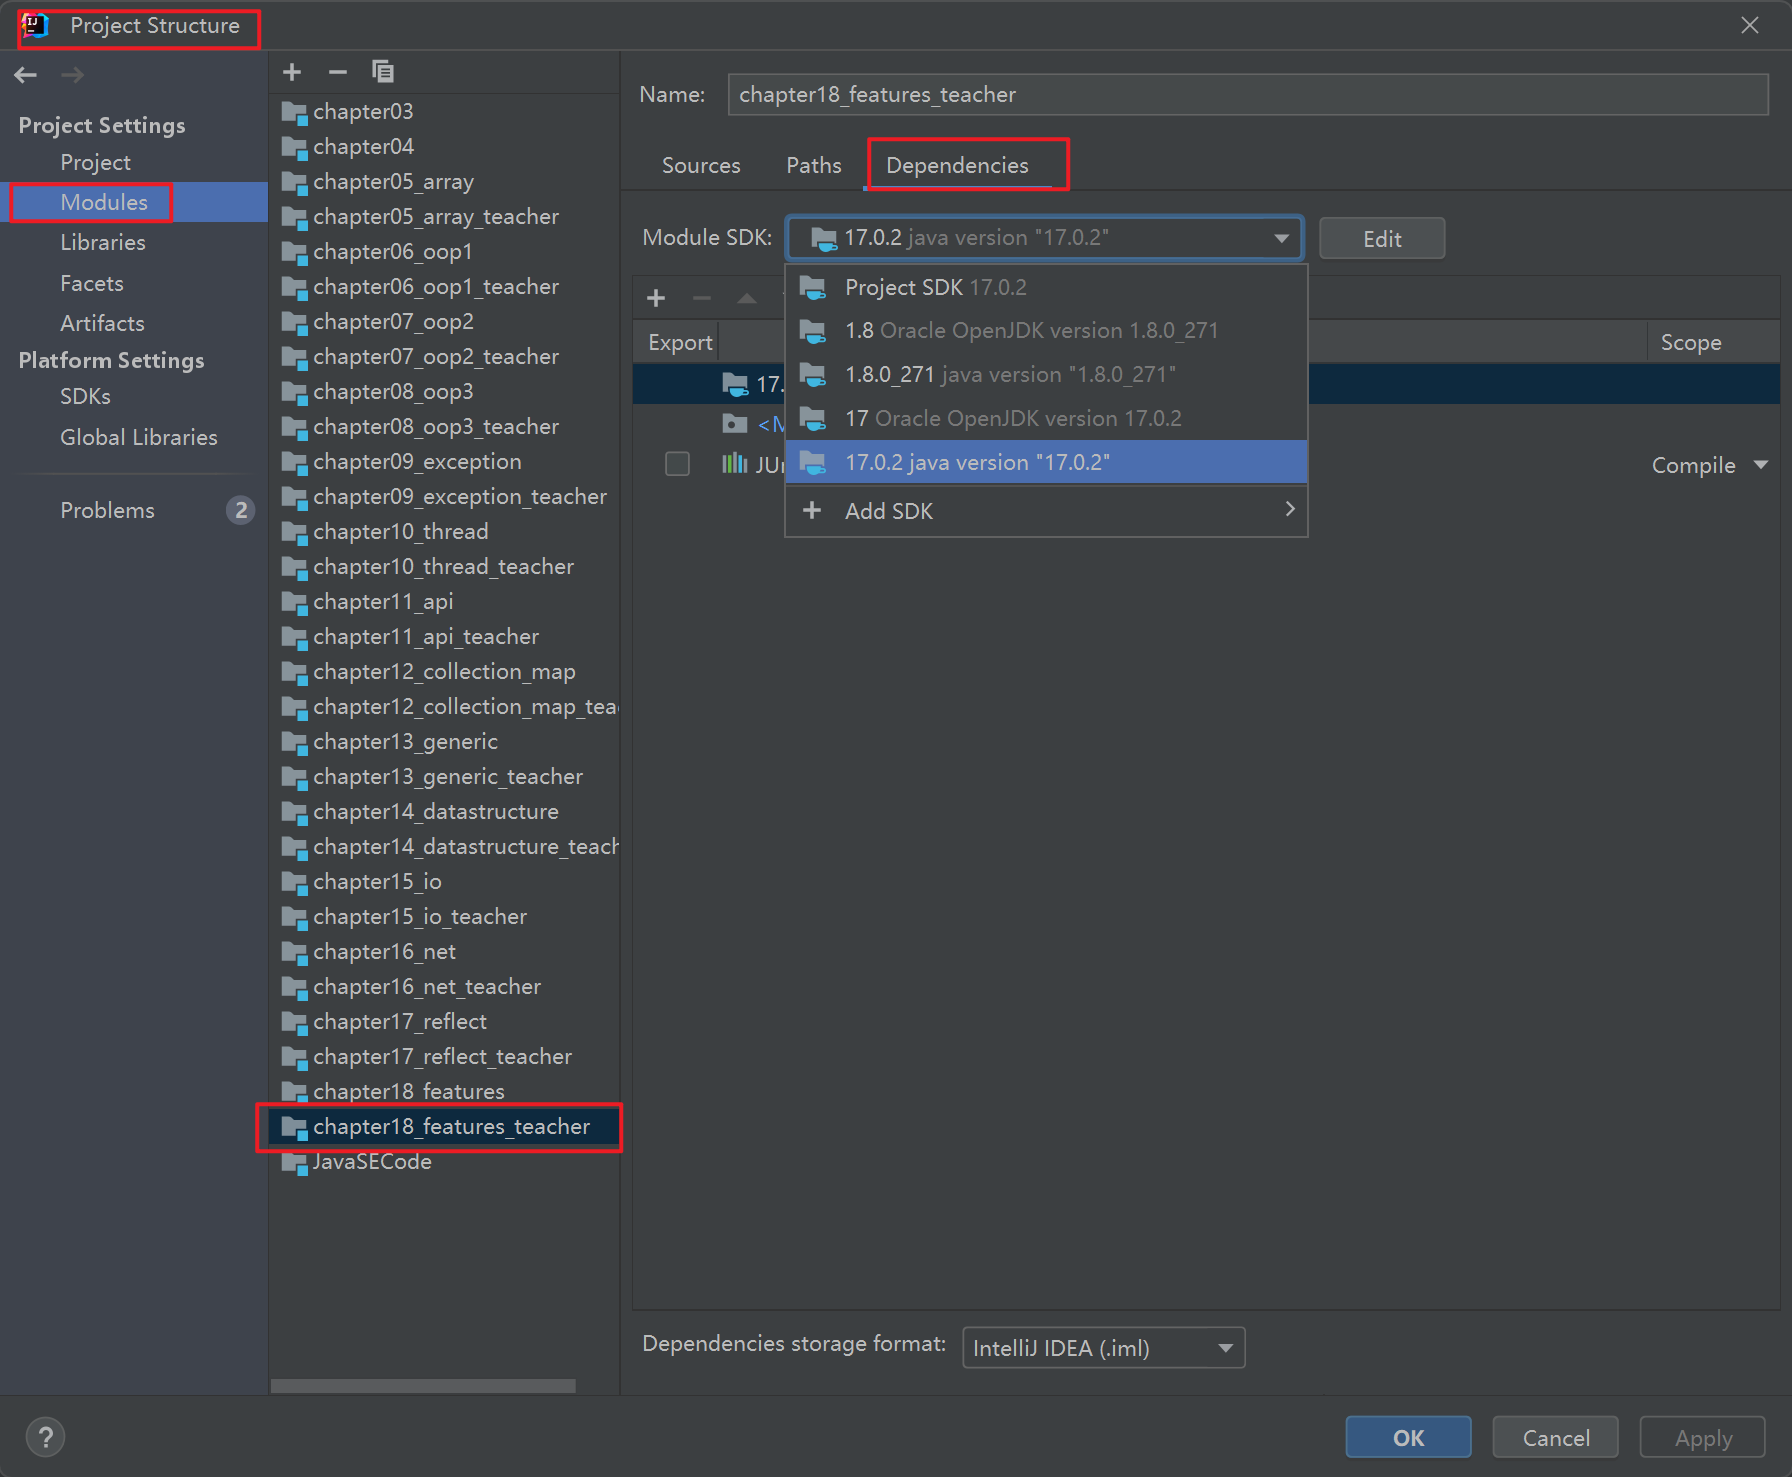 Project Structure
Project Settings
Project
Modules
Libraries
Facets
Artifacts
Platform Settings
SDKs
Global Libraries
Problems 2
chapter03
chapter04
chapter05_array
chapter05_array_teacher
chapter06_oop1
chapter06_oop1_teacher
chapter07_oop2
chapter07_oop2_teacher
chapter08_oop3
chapter08_oop3_teacher
chapter09_exception
chapter09_exception_teacher
chapter10_thread
chapter10_thread_teacher
chapter11_api
chapter11_api_teacher
chapter12_collection_map
chapter12_collection_map_tea
chapter13_generic
chapter13_generic_teacher
chapter14_datastructure
chapter14_datastructure_teach
chapter15_io
chapter15_io_teacher
chapter16_net
chapter16_net_teacher
chapter17_reflect
chapter17_reflect_teacher
chapter18_features
chapter18_features_teacher
JavaSECode
Name: chapter18_features_teacher
Sources Paths Dependencies
Module SDK: 17.0.2 java version "17.0.2" Edit
Project SDK 17.0.2
1.8 Oracle OpenJDK version 1.8.0_271
1.8.0_271 java version "1.8.0_271"
17 Oracle OpenJDK version 17.0.2
17.0.2 java version "17.0.2"
Add SDK
Export Scope
17.
<M
JUn Compile
Dependencies storage format: IntelliJ IDEA (.iml)
? OK Cancel Apply